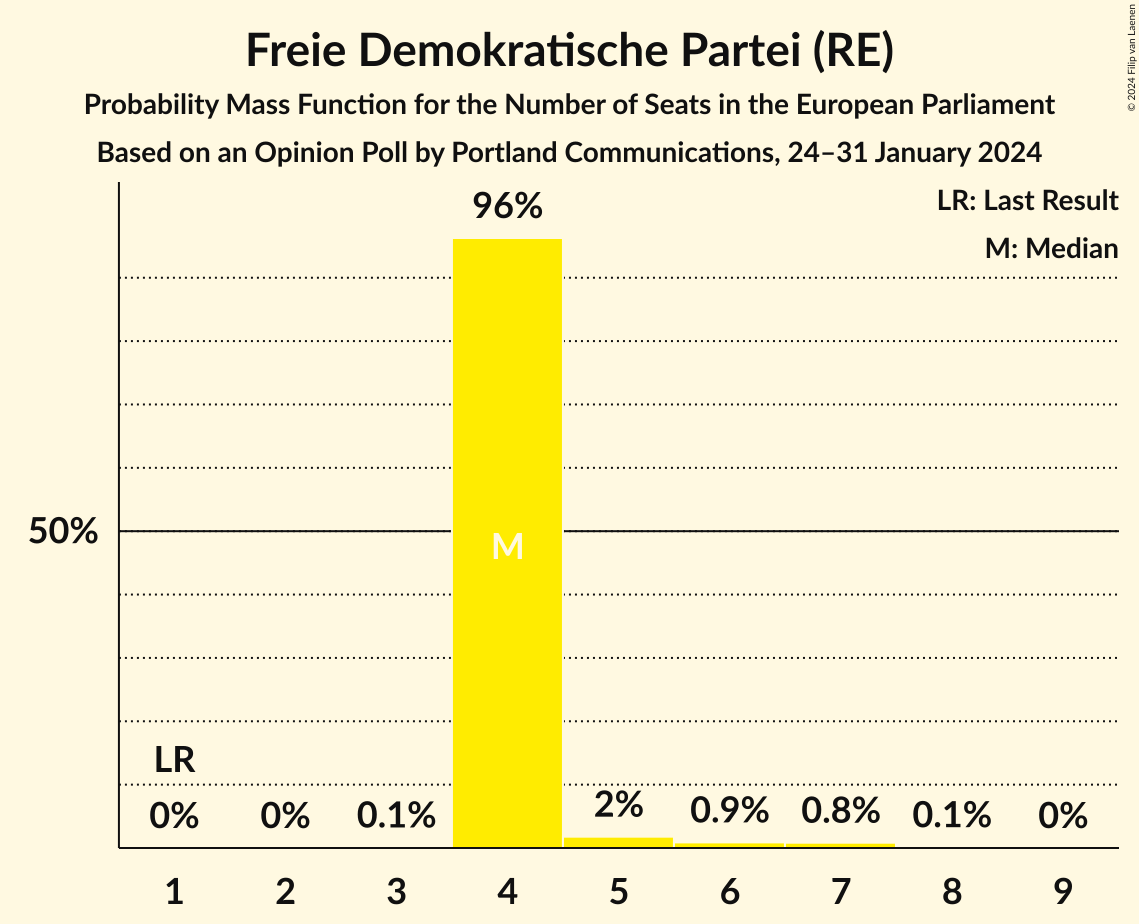 Freie Demokratische Partei (RE)
Probability Mass Function for the Number of Seats in the European Parliament
Based on an Opinion Poll by Portland Communications, 24–31 January 2024
© 2024 Filip van Laenen
LR: Last Result
M: Median
96%
50%
M
LR
0%
0%
0.1%
2%
0.9%
0.8%
0.1%
0%
1
2
3
4
5
6
7
8
9